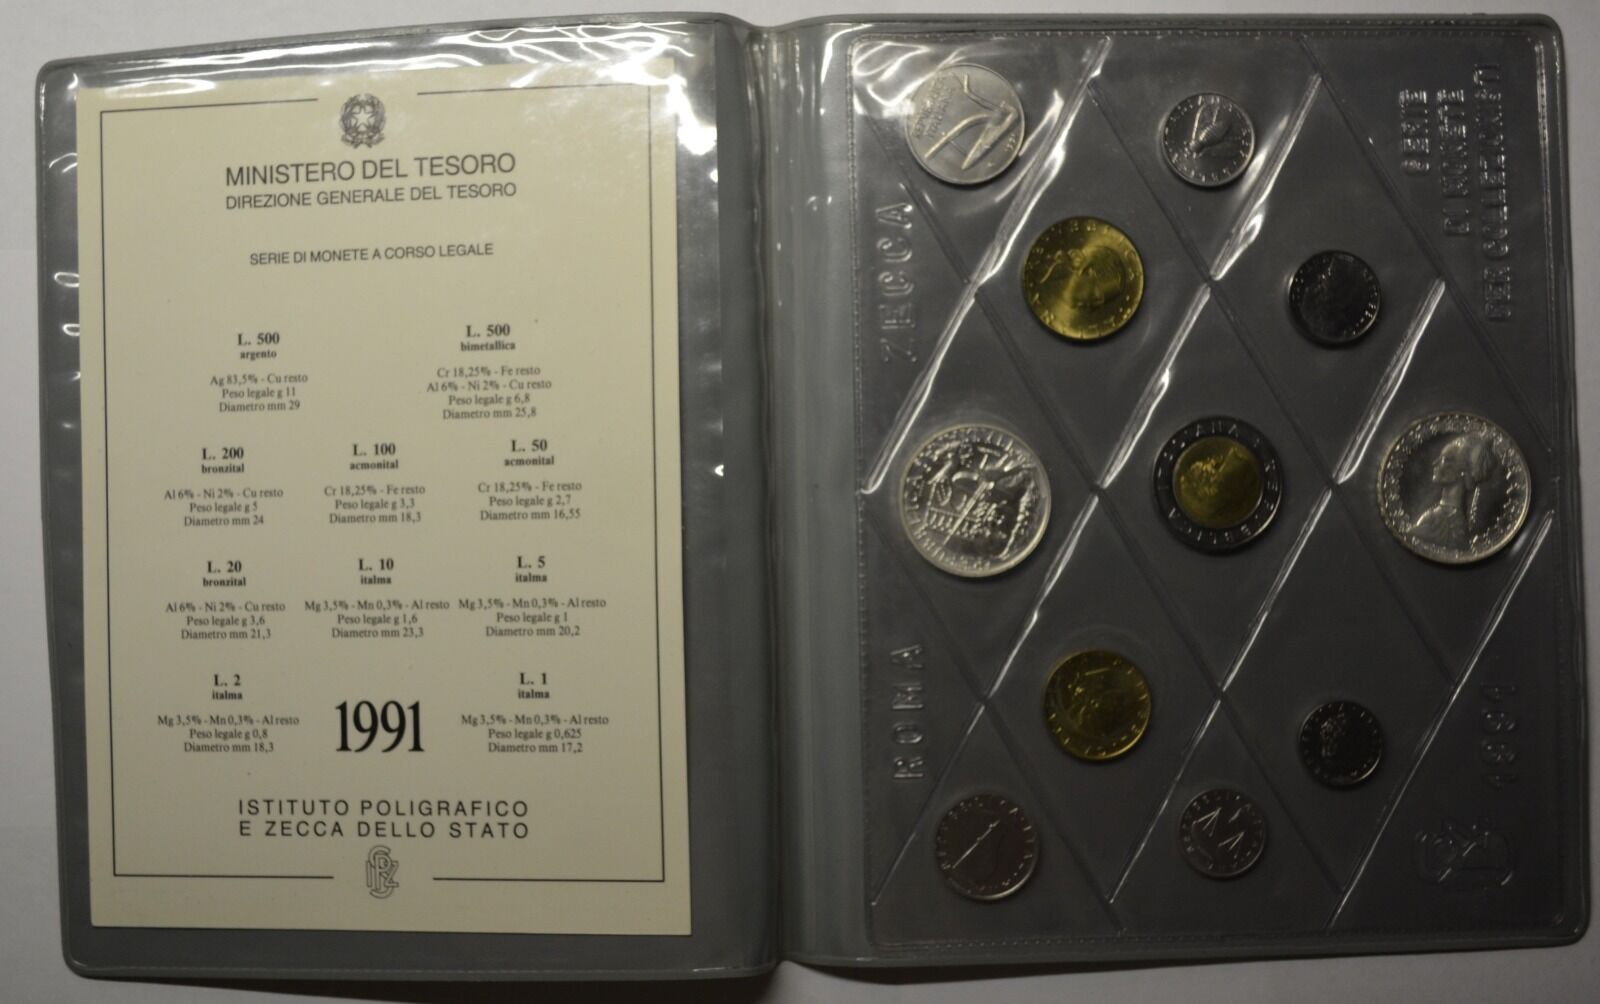 MINISTERO DEL TESORO
DIREZIONE GENERALE DEL TESORO
SERIE DI MONETE A CORSO LEGALE
L. 500
argento
Ag 83,5% - Cu resto
Peso legale g 11
Diametro mm 29
L. 500
bimetallica
Cr 18,25% - Fe resto
Al 6% - Ni 2% - Cu resto
Peso legale g 6,8
Diametro mm 25,8
L. 200
bronzital
Al 6% - Ni 2% - Cu resto
Peso legale g 5
Diametro mm 24
L. 100
acmonital
Cr 18,25% - Fe resto
Peso legale g 3,3
Diametro mm 18,3
L. 50
acmonital
Cr 18,25% - Fe resto
Peso legale g 2,7
Diametro mm 16,55
L. 20
bronzital
Al 6% - Ni 2% - Cu resto
Peso legale g 3,6
Diametro mm 21,3
L. 10
italma
Mg 3,5% - Mn 0,3% - Al resto
Peso legale g 1,6
Diametro mm 23,3
L. 5
italma
Mg 3,5% - Mn 0,3% - Al resto
Peso legale g 1
Diametro mm 20,2
L. 2
italma
Mg 3,5% - Mn 0,3% - Al resto
Peso legale g 0,8
Diametro mm 18,3
1991
L. 1
italma
Mg 3,5% - Mn 0,3% - Al resto
Peso legale g 0,625
Diametro mm 17,2
ISTITUTO POLIGRAFICO
E ZECCA DELLO STATO
ROMA
ZECCA
SERIE
DI MONETE
PER COLLEZIONISTI
1991
REPUBBLICA ITALIANA